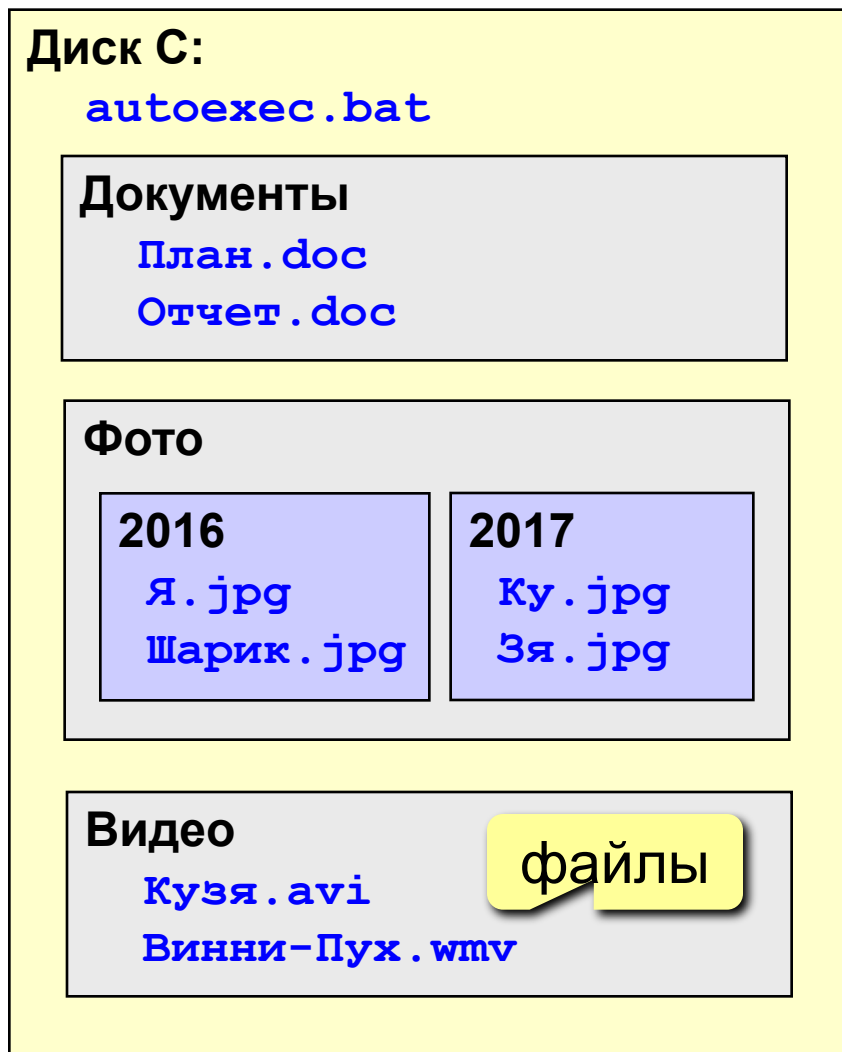 Диск C:
autoexec.bat
Документы
План.doc
Отчет.doc
Фото
2016
Я.jpg
Шарик.jpg
2017
Ку.jpg
Зя.jpg
Видео
файлы
Кузя.avi
Винни-Пух.wmv